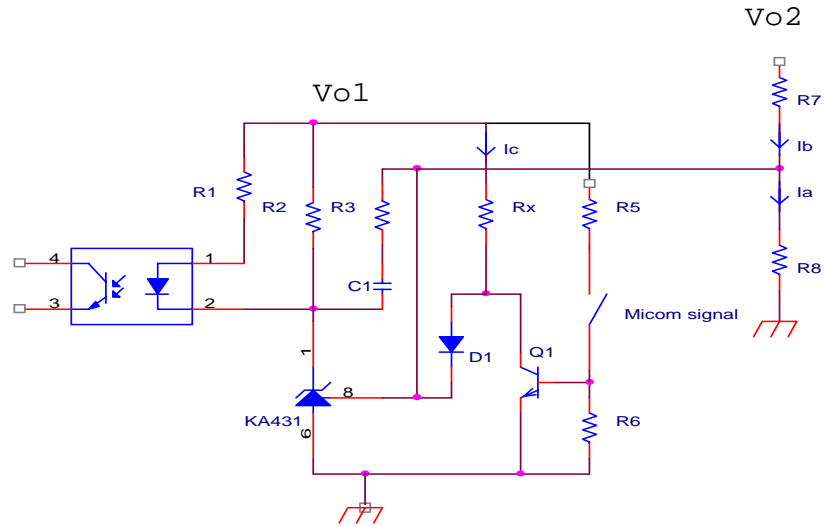 Vo2
R7
Vo1
Ic
Ib
R1
R2
R3
Rx
R5
Ia
R8
4
1
C1
3
2
Micom signal
1
D1
Q1
8
KA431
6
R6